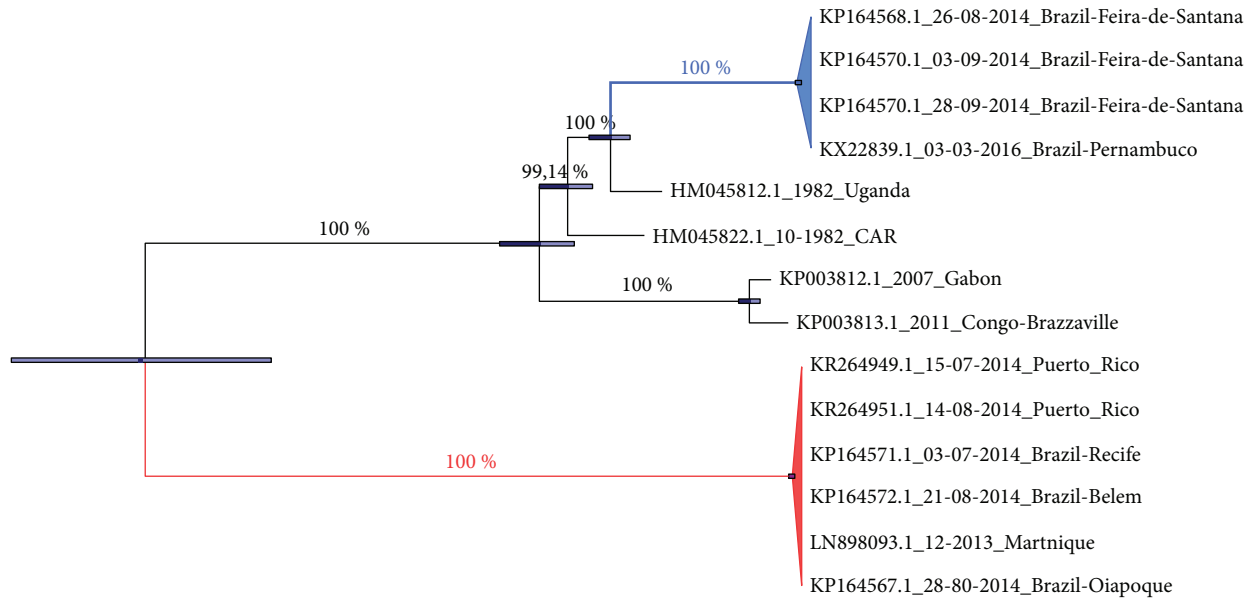 KP164568.1_26-08-2014_Brazil-Feira-de-Santana
KP164570.1_03-09-2014_Brazil-Feira-de-Santana
100 %
KP164570.1_28-09-2014_Brazil-Feira-de-Santana
100 %
KX22839.1_03-03-2016_Brazil-Pernambuco
99,14 %
HM045812.1_1982_Uganda
100 %
HM045822.1_10-1982_CAR
KP003812.1_2007_Gabon
100 %
KP003813.1_2011_Congo-Brazzaville
KR264949.1_15-07-2014_Puerto_Rico
KR264951.1_14-08-2014_Puerto_Rico
KP164571.1_03-07-2014_Brazil-Recife
100 %
KP164572.1_21-08-2014_Brazil-Belem
LN898093.1_12-2013_Martnique
KP164567.1_28-80-2014_Brazil-Oiapoque